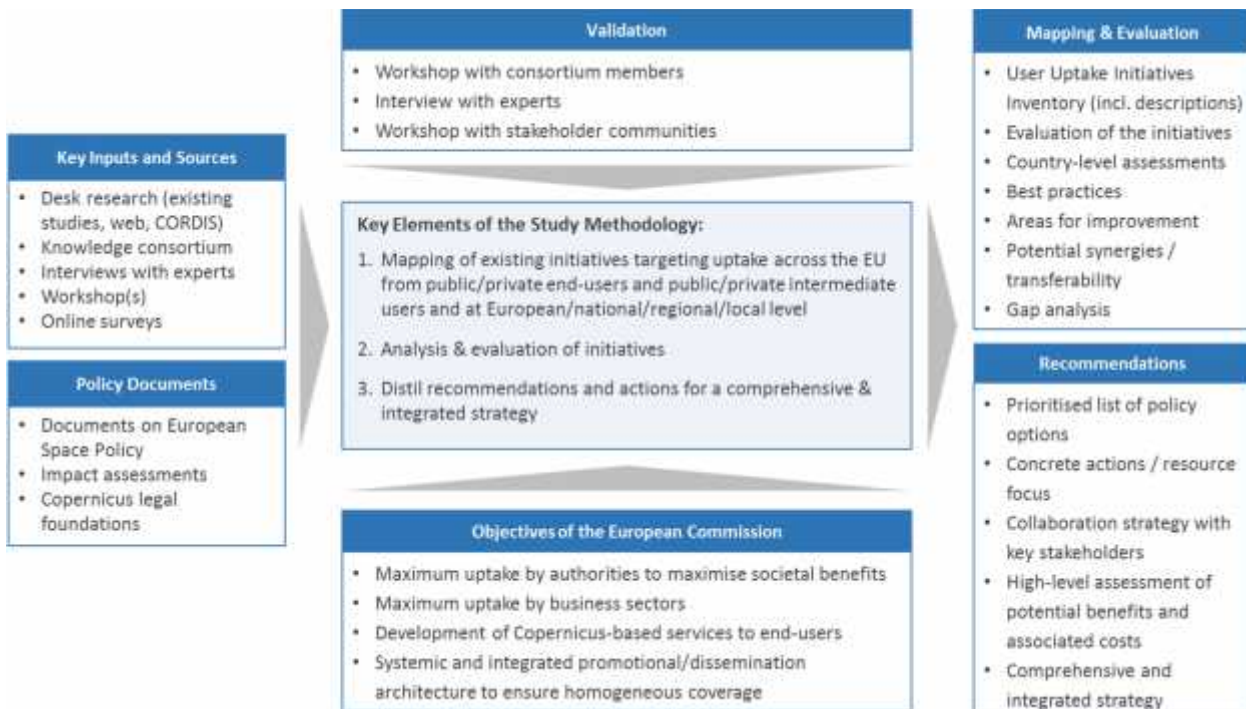 Validation
• Workshop with consortium members
• Interview with experts
• Workshop with stakeholder communities
Key Inputs and Sources
• Desk research (existing
studies, web, CORDIS)
• Knowledge consortium
• Interviews with experts
• Workshop(s)
• Online surveys
Policy Documents
• Documents on European
Space Policy
• Impact assessments
• Copernicus legal
foundations
Key Elements of the Study Methodology:
1. Mapping of existing initiatives targeting uptake across the EU
from public/private end-users and public/private intermediate
users and at European/national/regional/local level
2. Analysis & evaluation of initiatives
3. Distil recommendations and actions for a comprehensive &
integrated strategy
Objectives of the European Commission
• Maximum uptake by authorities to maximise societal benefits
• Maximum uptake by business sectors
• Development of Copernicus-based services to end-users
• Systemic and integrated promotional/dissemination
architecture to ensure homogeneous coverage
Mapping & Evaluation
• User Uptake Initiatives
Inventory (incl. descriptions)
• Evaluation of the initiatives
• Country-level assessments
• Best practices
• Areas for improvement
• Potential synergies /
transferability
• Gap analysis
Recommendations
• Prioritised list of policy
options
• Concrete actions / resource
focus
• Collaboration strategy with
key stakeholders
• High-level assessment of
potential benefits and
associated costs
• Comprehensive and
integrated strategy